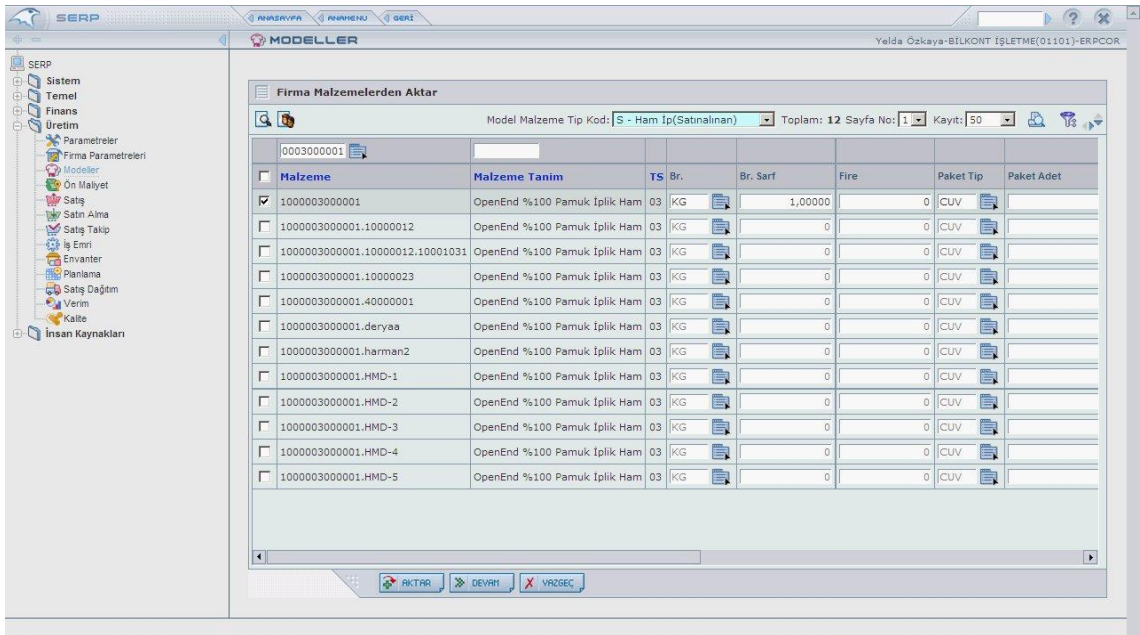 SERP
ANASAYFA ANAMENU GERİ
MODELLER
Yelda Özkaya-BİLKONT İŞLETME(01101)-ERPCOR
SERP
Sistem
Temel
Finans
Üretim
Parametreler
Firma Parametreleri
Modeller
Ön Maliyet
Satış
Satın Alma
Satış Takip
İş Emri
Envanter
Planlama
Satış Dağıtım
Verim
Kalite
İnsan Kaynakları
Firma Malzemelerden Aktar
Model Malzeme Tip Kod: S - Ham İp(Satınalınan) Toplam: 12 Sayfa No: 1 Kayıt: 50
0003000001
Malzeme Malzeme Tanim TS Br. Br. Sarf Fire Paket Tip Paket Adet
1000003000001 OpenEnd %100 Pamuk İplik Ham 03 KG 1,00000 0 CUV
1000003000001.10000012 OpenEnd %100 Pamuk İplik Ham 03 KG 0 0 CUV
1000003000001.10000012.10001031 OpenEnd %100 Pamuk İplik Ham 03 KG 0 0 CUV
1000003000001.10000023 OpenEnd %100 Pamuk İplik Ham 03 KG 0 0 CUV
1000003000001.40000001 OpenEnd %100 Pamuk İplik Ham 03 KG 0 0 CUV
1000003000001.deryaa OpenEnd %100 Pamuk İplik Ham 03 KG 0 0 CUV
1000003000001.harman2 OpenEnd %100 Pamuk İplik Ham 03 KG 0 0 CUV
1000003000001.HMD-1 OpenEnd %100 Pamuk İplik Ham 03 KG 0 0 CUV
1000003000001.HMD-2 OpenEnd %100 Pamuk İplik Ham 03 KG 0 0 CUV
1000003000001.HMD-3 OpenEnd %100 Pamuk İplik Ham 03 KG 0 0 CUV
1000003000001.HMD-4 OpenEnd %100 Pamuk İplik Ham 03 KG 0 0 CUV
1000003000001.HMD-5 OpenEnd %100 Pamuk İplik Ham 03 KG 0 0 CUV
AKTAR DEVAM VAZGEÇ